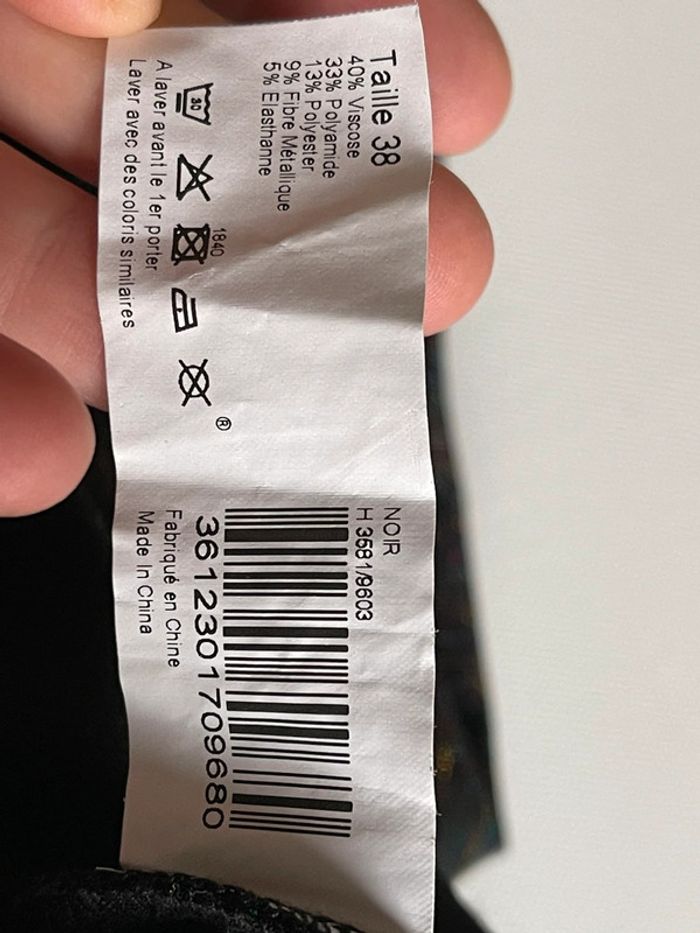 Taille 38
40% Viscose
33% Polyamide
13% Polyester
9% Fibre Métallique
5% Elasthanne
1840
30
®
A laver avant le 1er porter
Laver avec des coloris similaires
NOIR
H 3581/9603
3612301709680
Fabriqué en Chine
Made In China